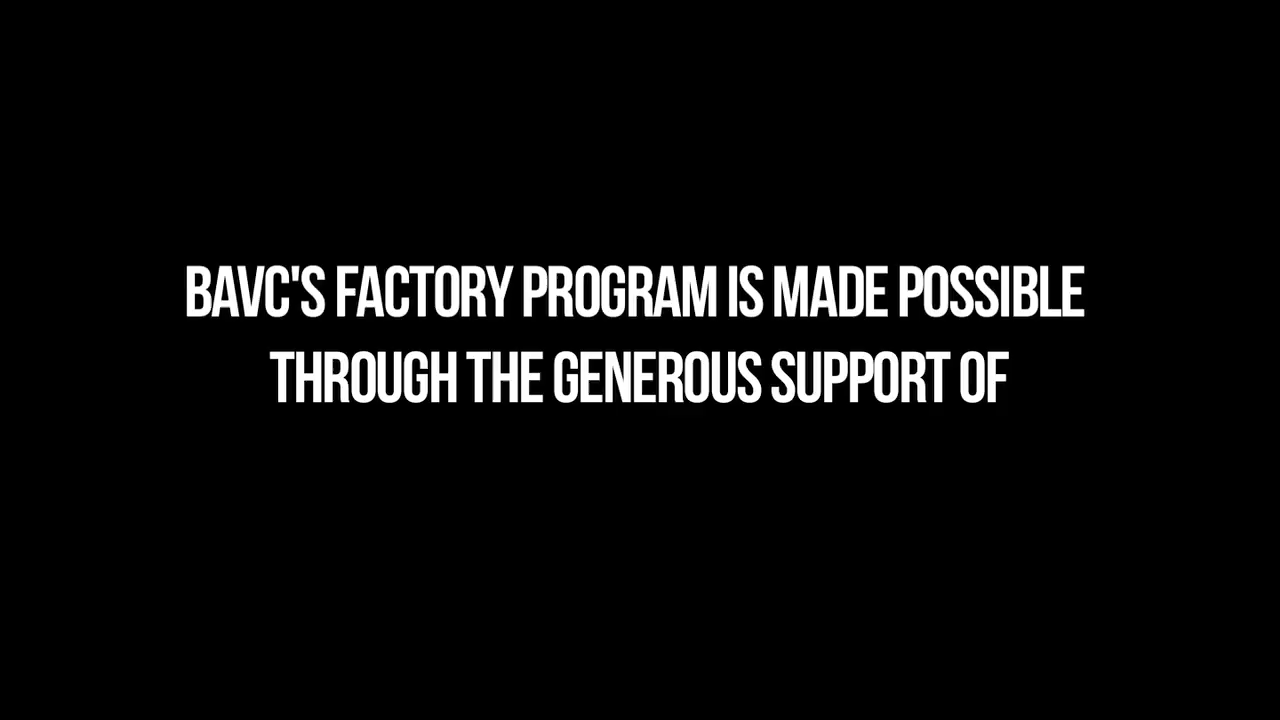 BAVC'S FACTORY PROGRAM IS MADE POSSIBLE
THROUGH THE GENEROUS SUPPORT OF